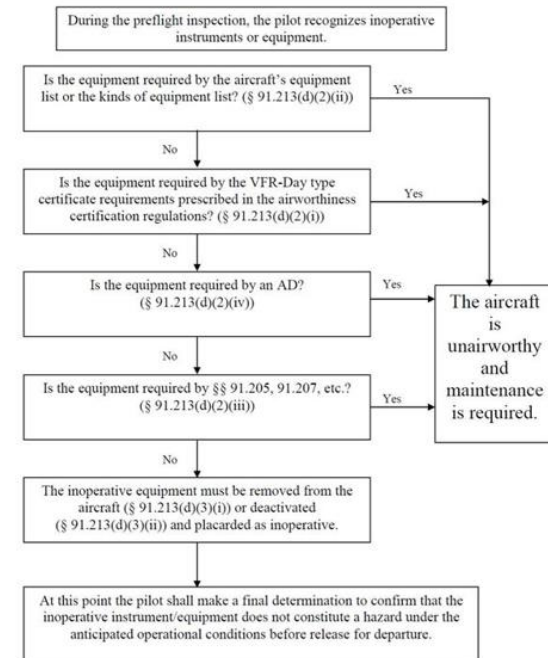 During the preflight inspection, the pilot recognizes inoperative
instruments or equipment.
Is the equipment required by the aircraft's equipment
list or the kinds of equipment list? (§ 91.213(d)(2)(ii))
Yes
No
Is the equipment required by the VFR-Day type
certificate requirements prescribed in the airworthiness
certification regulations? (§ 91.213(d)(2)(i))
Yes
No
Is the equipment required by an AD?
(§ 91.213(d)(2)(iv))
Yes
The aircraft
is
unairworthy
and
maintenance
is required.
No
Is the equipment required by §§ 91.205, 91.207, etc.?
(§ 91.213(d)(2)(iii))
Yes
No
The inoperative equipment must be removed from the
aircraft (§ 91.213(d)(3)(i)) or deactivated
(§ 91.213(d)(3)(ii)) and placarded as inoperative.
At this point the pilot shall make a final determination to confirm that the
inoperative instrument/equipment does not constitute a hazard under the
anticipated operational conditions before release for departure.